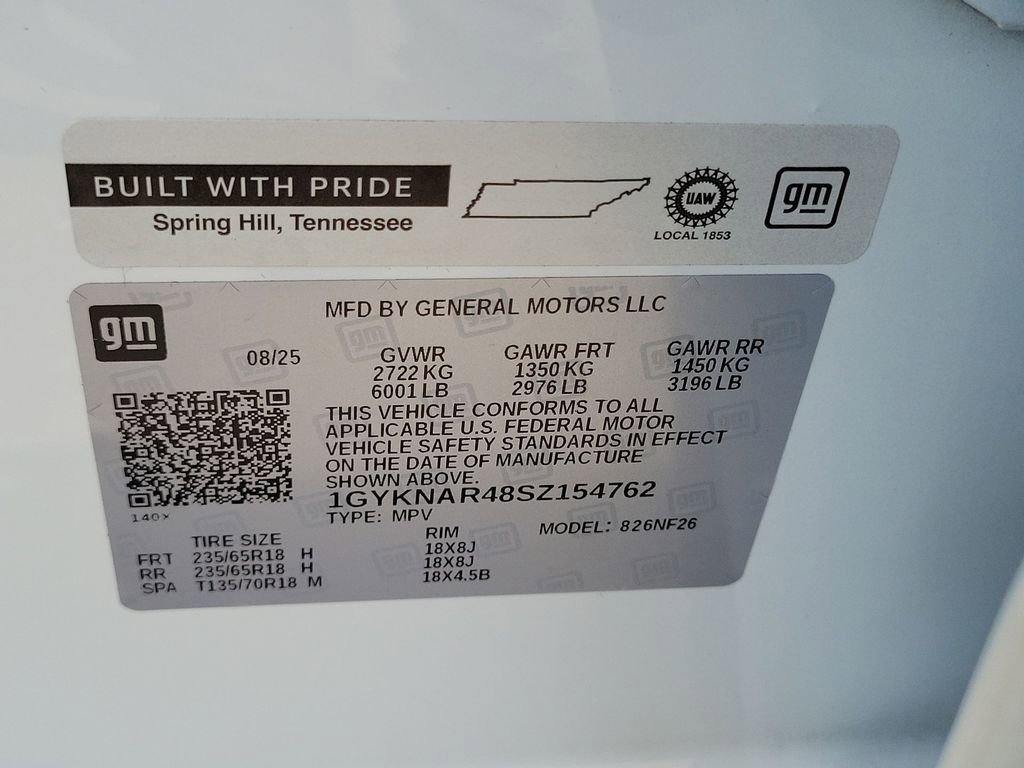 BUILT WITH PRIDE
Spring Hill, Tennessee
UAW
LOCAL 1853
gm
gm
MFD BY GENERAL MOTORS LLC
08/25
GVWR GAWR FRT GAWR RR
2722 KG 1350 KG 1450 KG
6001 LB 2976 LB 3196 LB
THIS VEHICLE CONFORMS TO ALL
APPLICABLE U.S. FEDERAL MOTOR
VEHICLE SAFETY STANDARDS IN EFFECT
ON THE DATE OF MANUFACTURE
SHOWN ABOVE.
1GYKNAR48SZ154762
TYPE: MPV MODEL: 826NF26
140X
TIRE SIZE RIM
FRT 235/65R18 H 18X8J
RR 235/65R18 H 18X8J
SPA T135/70R18 M 18X4.5B